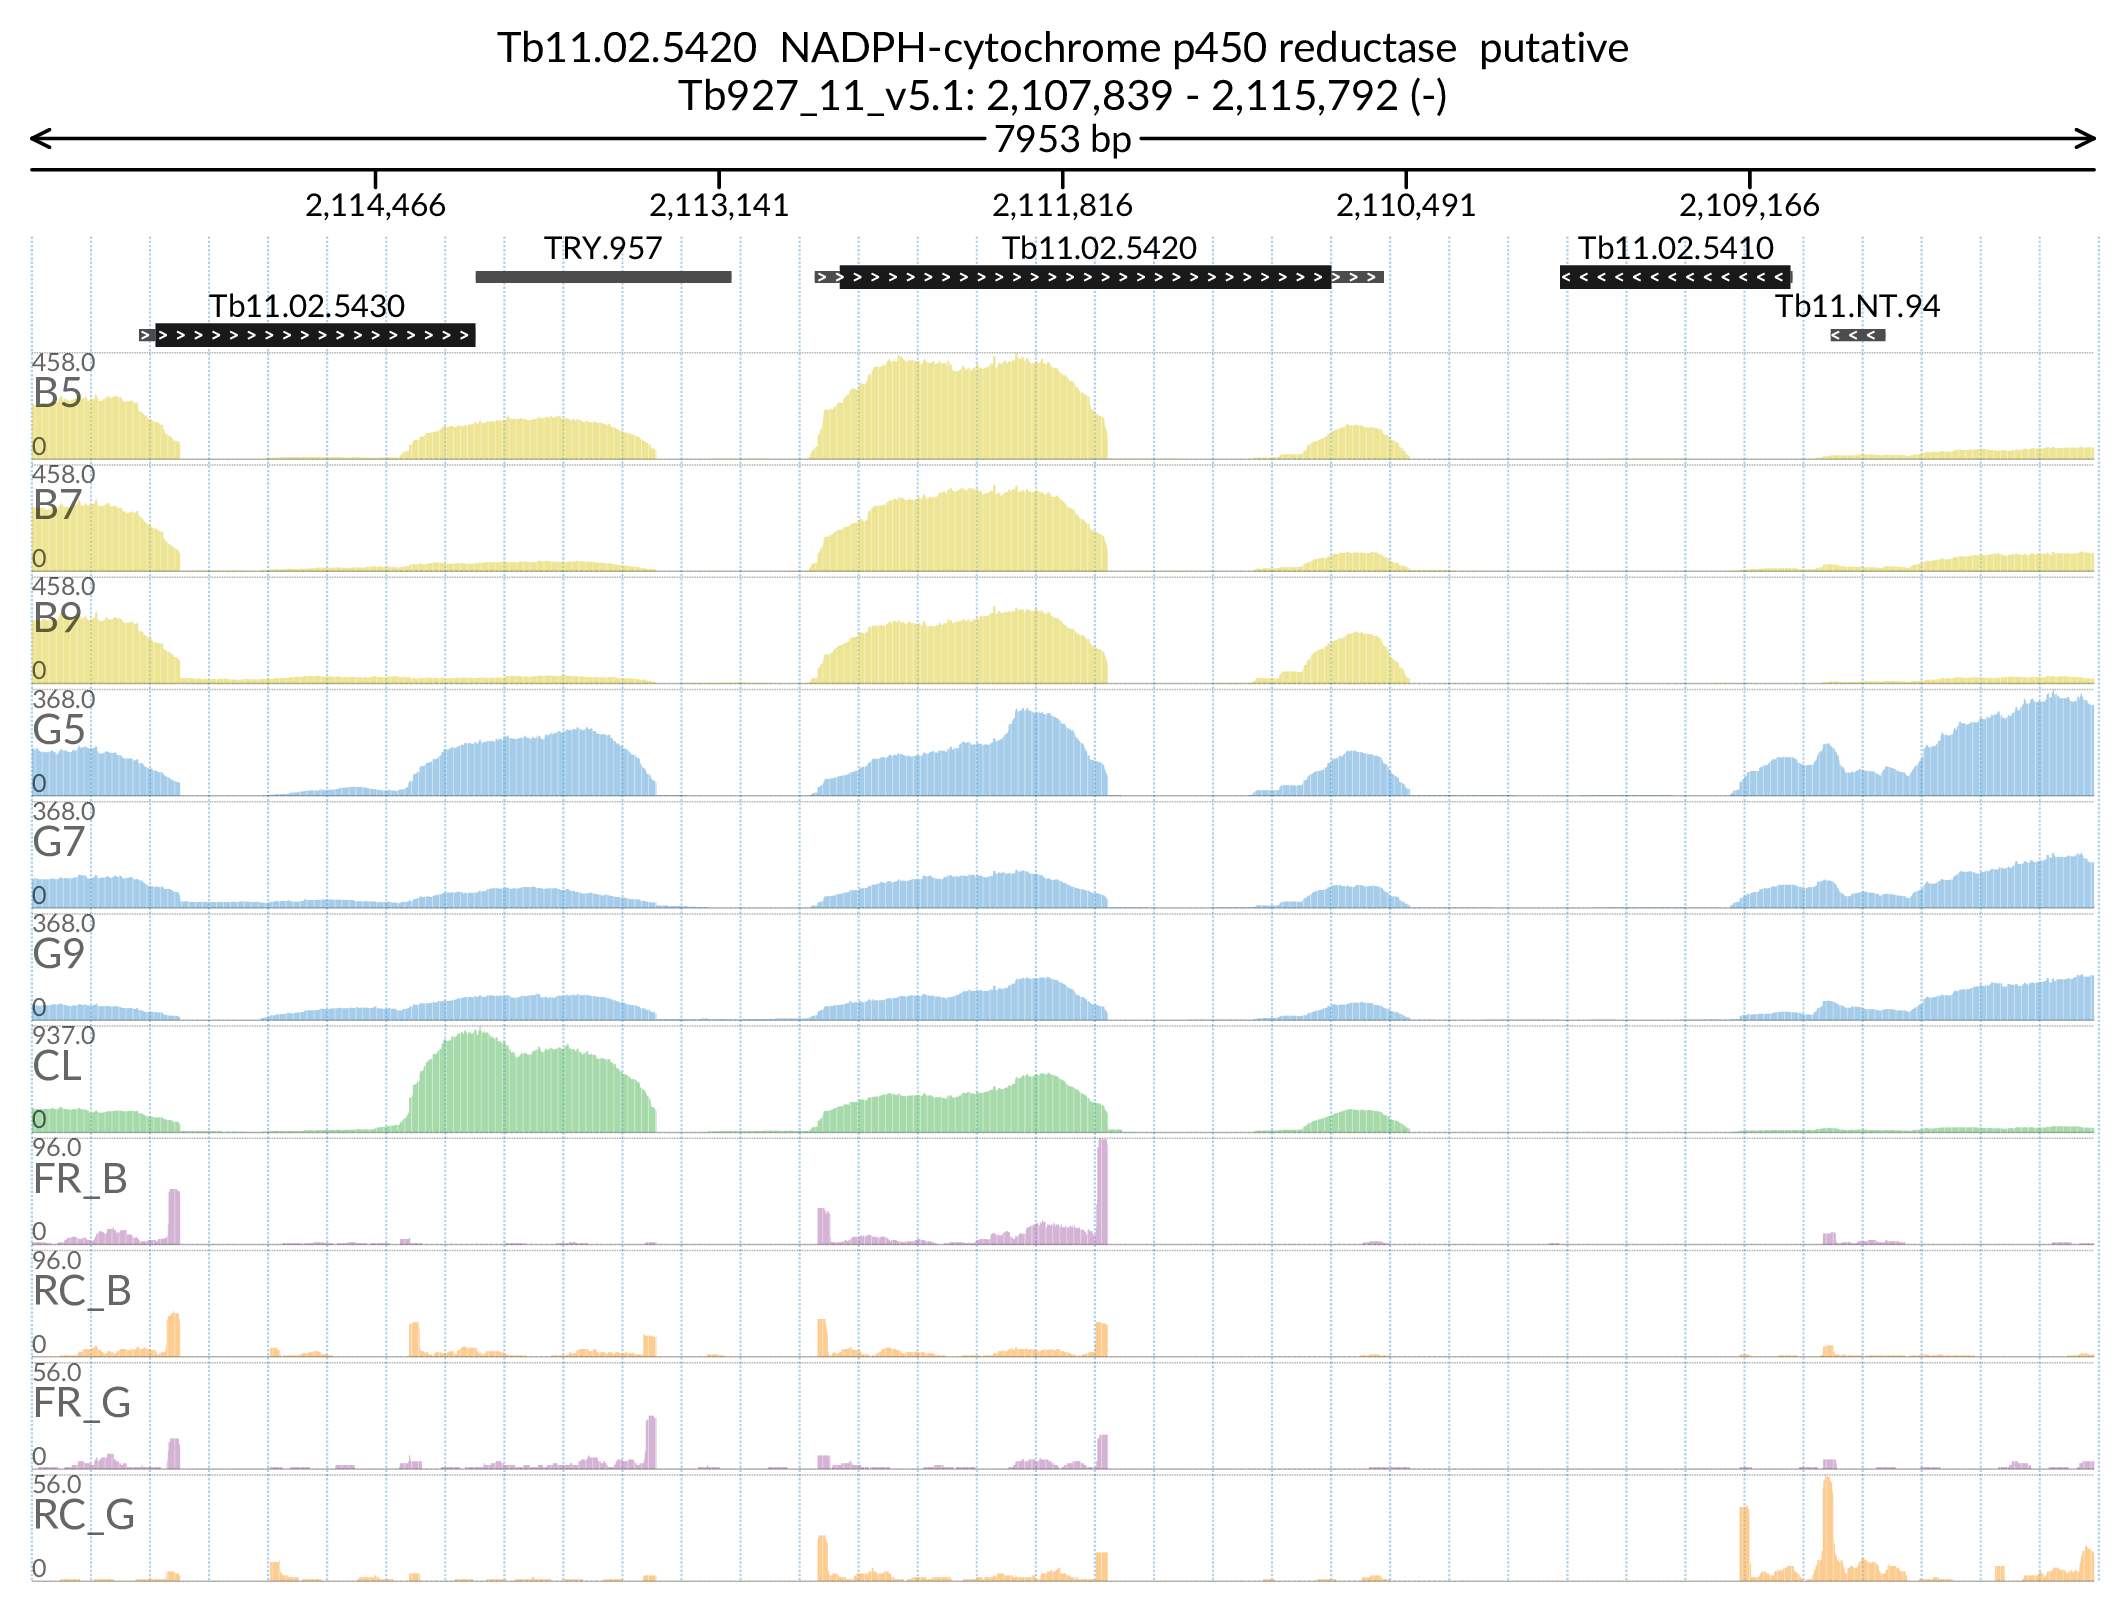 Tb11.02.5420  NADPH-cytochrome p450 reductase  putative
Tb927_11_v5.1: 2,107,839 - 2,115,792 (-)
7953 bp
2,114,466 2,113,141 2,111,816 2,110,491 2,109,166
TRY.957 Tb11.02.5420 Tb11.02.5410
Tb11.02.5430 Tb11.NT.94
458.0
B5
0
458.0
B7
0
458.0
B9
0
368.0
G5
0
368.0
G7
0
368.0
G9
0
937.0
CL
0
96.0
FR_B
0
96.0
RC_B
0
56.0
FR_G
0
56.0
RC_G
0